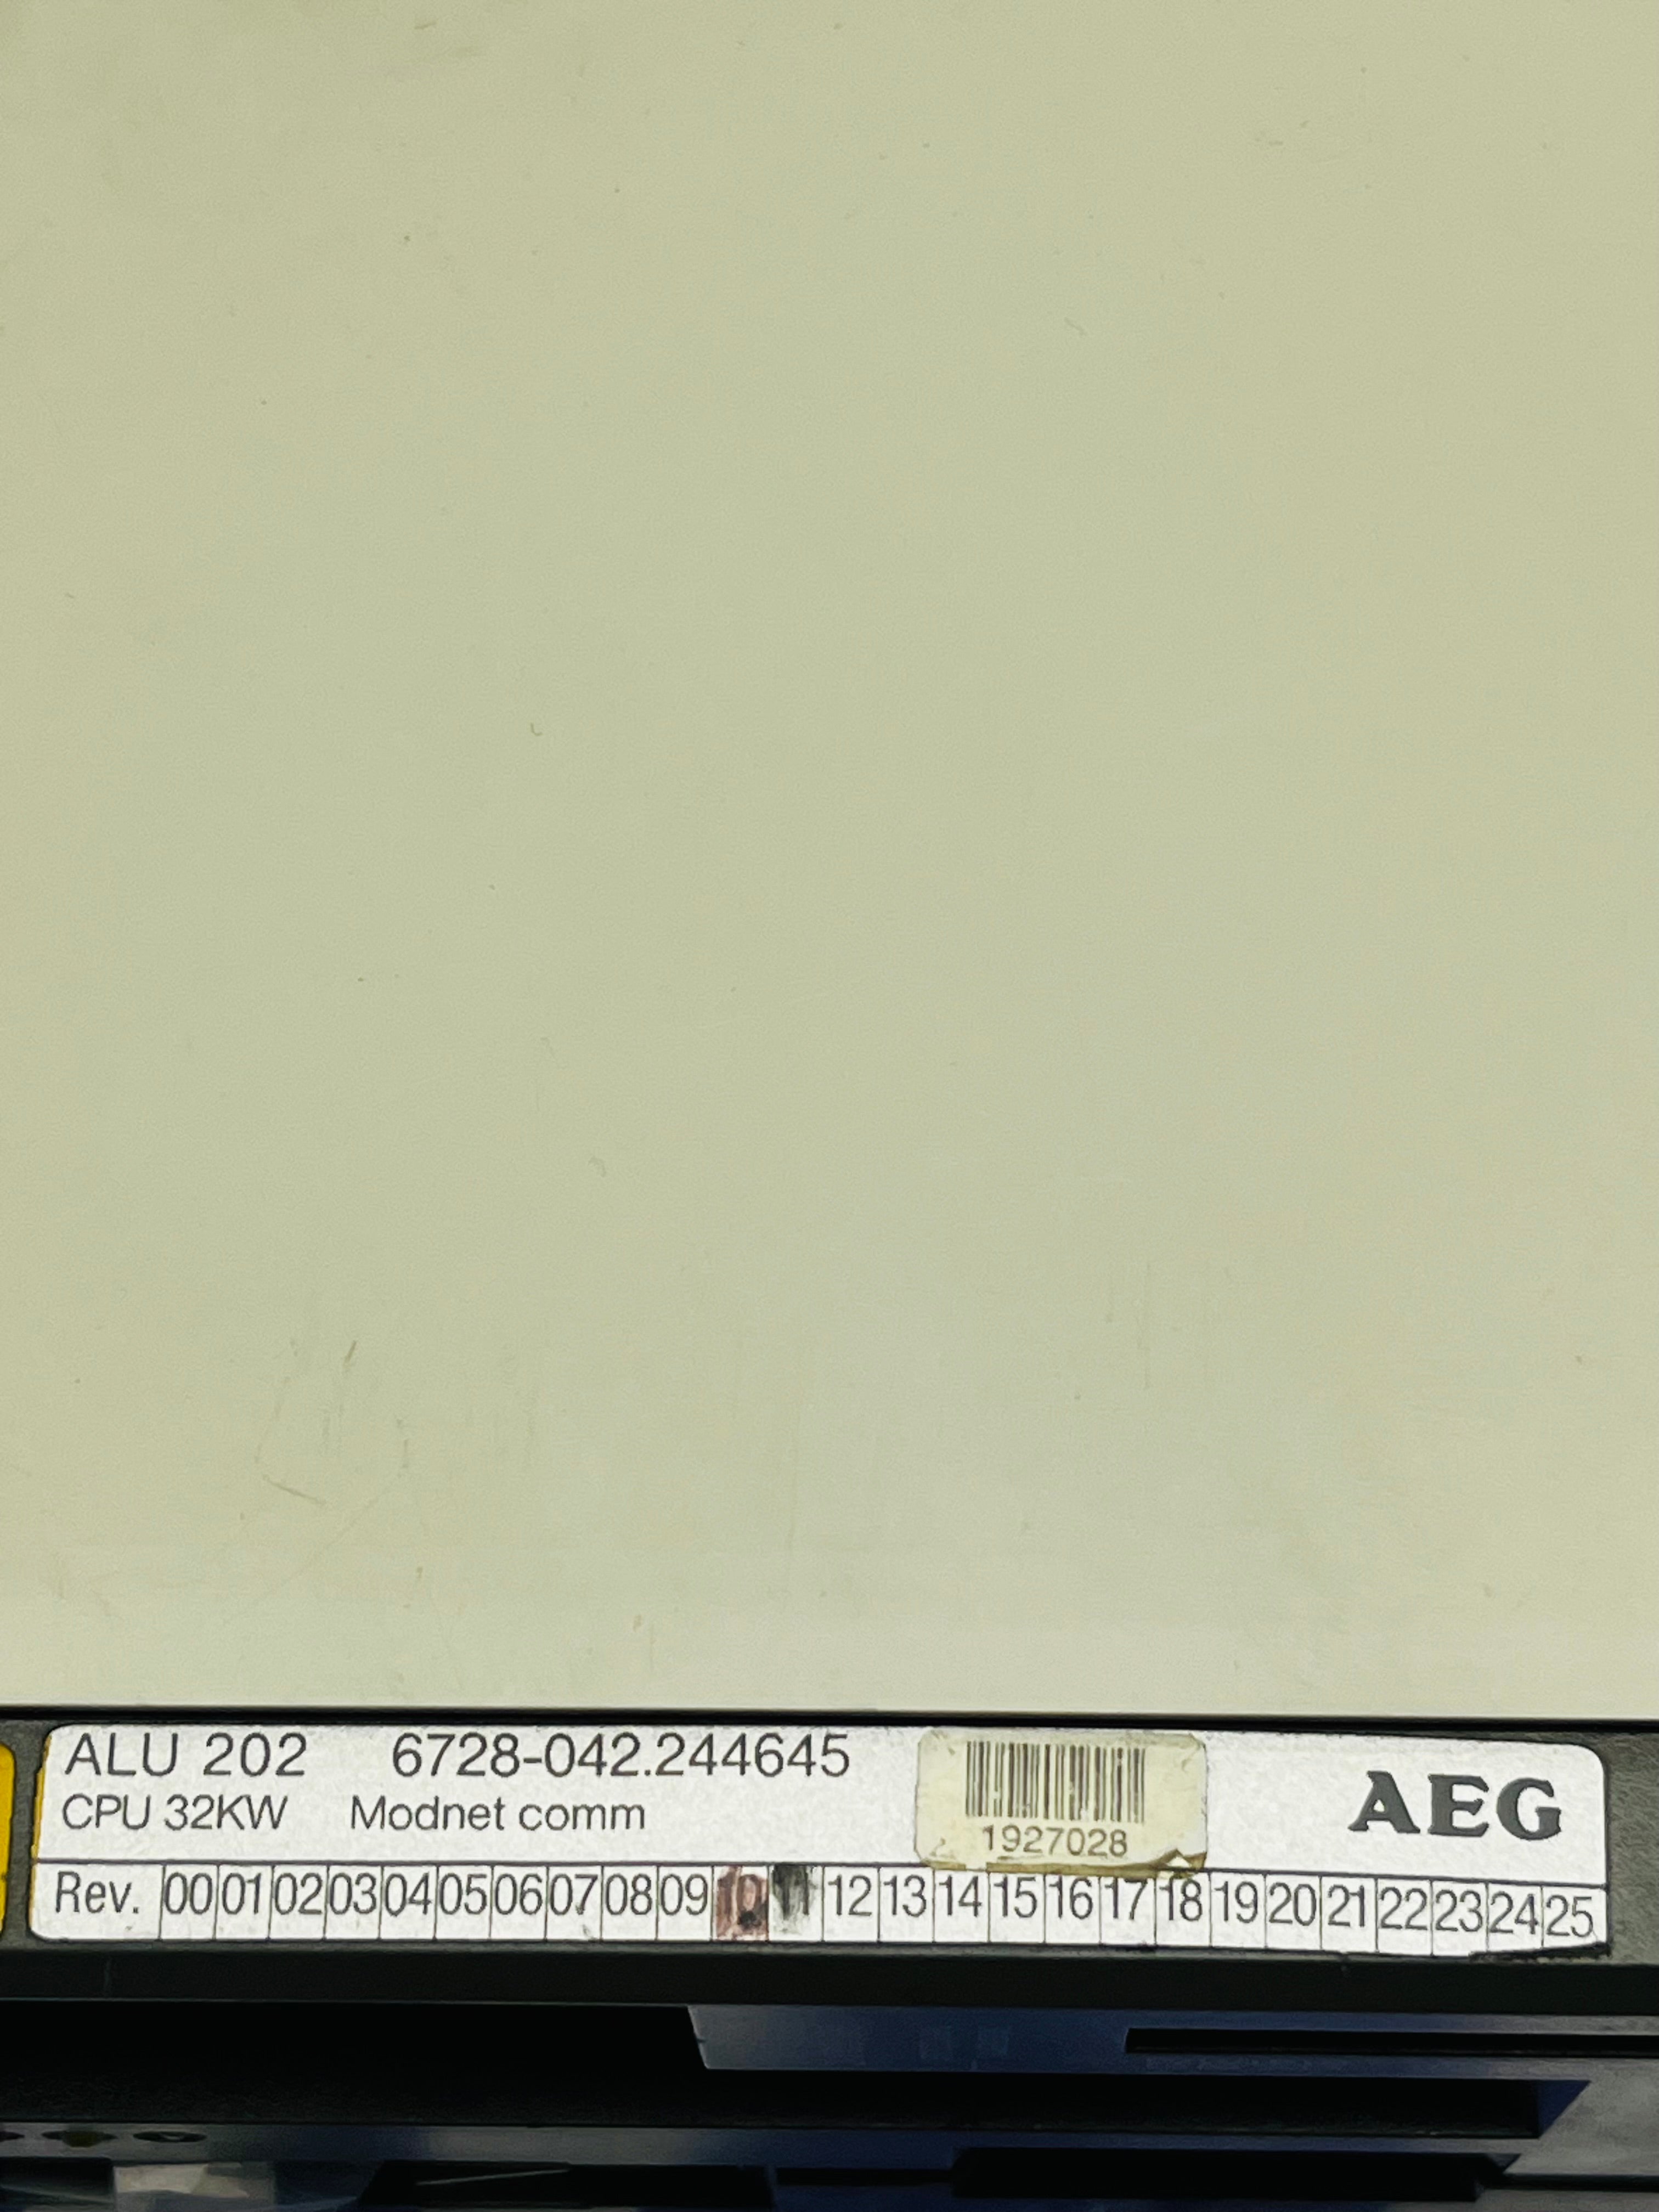 ALU 202 6728-042.244645
CPU 32KW Modnet comm
1927028
AEG
Rev. 00 01 02 03 04 05 06 07 08 09 10 11 12 13 14 15 16 17 18 19 20 21 22 23 24 25